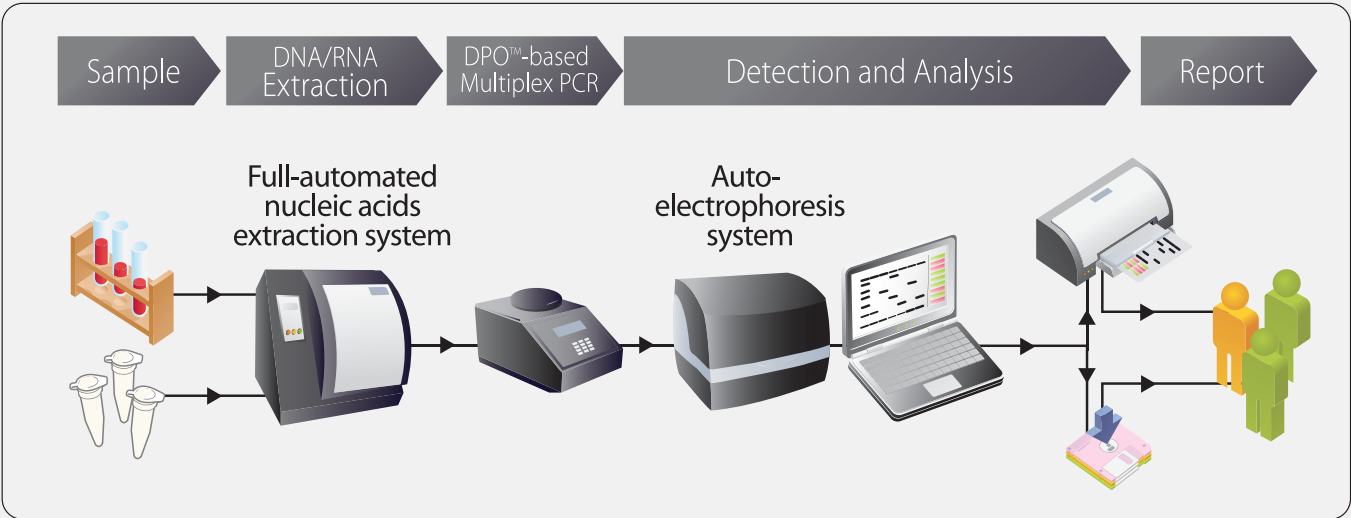 Sample
DNA/RNA
Extraction
DPO™-based
Multiplex PCR
Detection and Analysis
Report
Full-automated
nucleic acids
extraction system
Auto-
electrophoresis
system